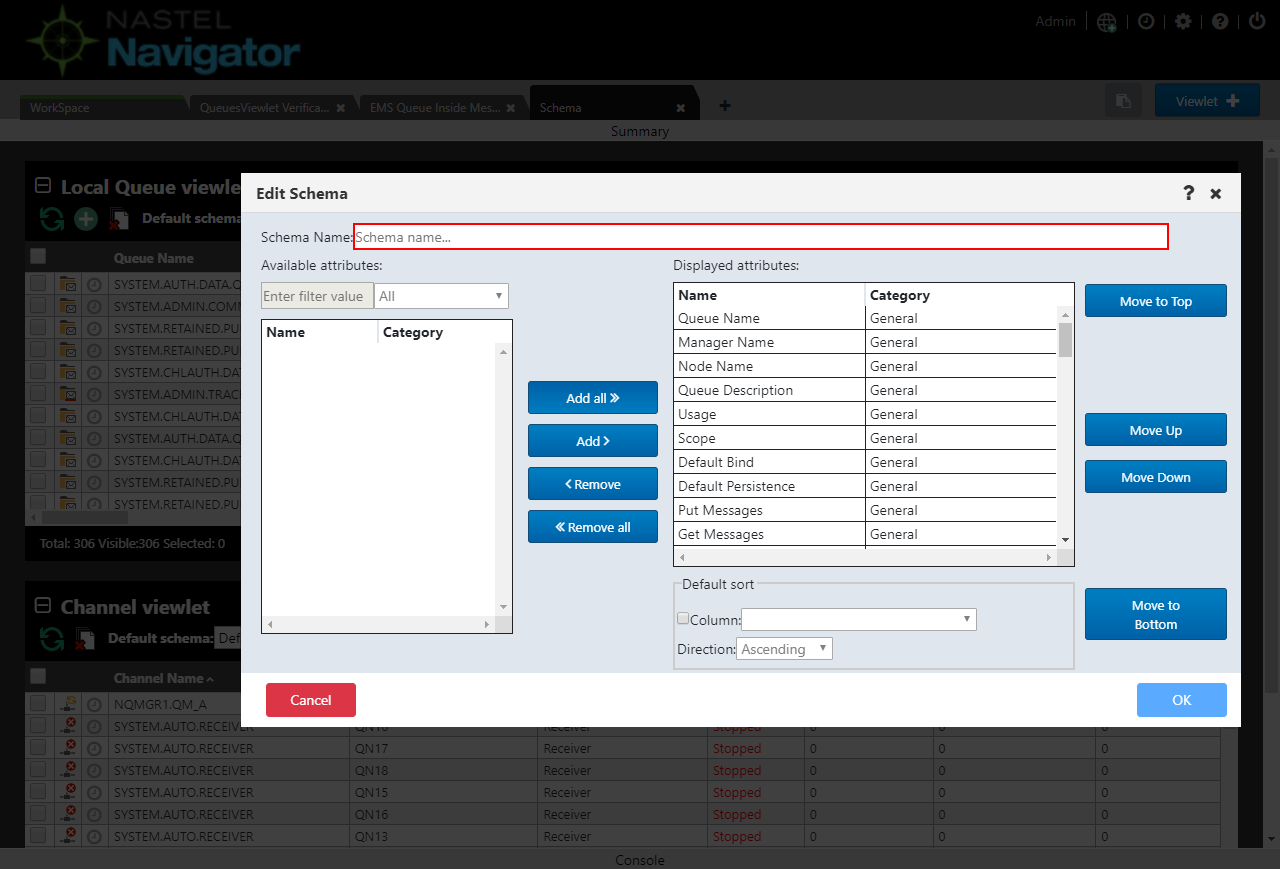 NASTEL
Navigator
Admin
WorkSpace
QueuesViewlet Verifica...
EMS Queue Inside Mes...
Schema
Viewlet
Summary
Local Queue viewle
Default schema
Queue Name
SYSTEM.AUTH.DATA.Q
SYSTEM.ADMIN.COMM
SYSTEM.RETAINED.PU
SYSTEM.RETAINED.PU
SYSTEM.CHLAUTH.DAT
SYSTEM.ADMIN.TRAC
SYSTEM.CHLAUTH.DAT
SYSTEM.AUTH.DATA.Q
SYSTEM.CHLAUTH.DAT
SYSTEM.RETAINED.PU
SYSTEM.RETAINED.PU
Total: 306 Visible:306 Selected: 0
Edit Schema
?
Schema Name:
Schema name...
Available attributes:
Enter filter value
All
Name Category
Add all
Add
Remove
Remove all
Displayed attributes:
Name Category
Queue Name General
Manager Name General
Node Name General
Queue Description General
Usage General
Scope General
Default Bind General
Default Persistence General
Put Messages General
Get Messages General
Move to Top
Move Up
Move Down
Move to
Bottom
Default sort
Column:
Direction: Ascending
Cancel
OK
Channel viewlet
Default schema: Def
Channel Name
NQMGR1.QM_A
SYSTEM.AUTO.RECEIVER QN10 Receiver Stopped 0 0 0
SYSTEM.AUTO.RECEIVER QN17 Receiver Stopped 0 0 0
SYSTEM.AUTO.RECEIVER QN18 Receiver Stopped 0 0 0
SYSTEM.AUTO.RECEIVER QN15 Receiver Stopped 0 0 0
SYSTEM.AUTO.RECEIVER QN16 Receiver Stopped 0 0 0
SYSTEM.AUTO.RECEIVER QN13 Receiver Stopped 0 0 0
Console